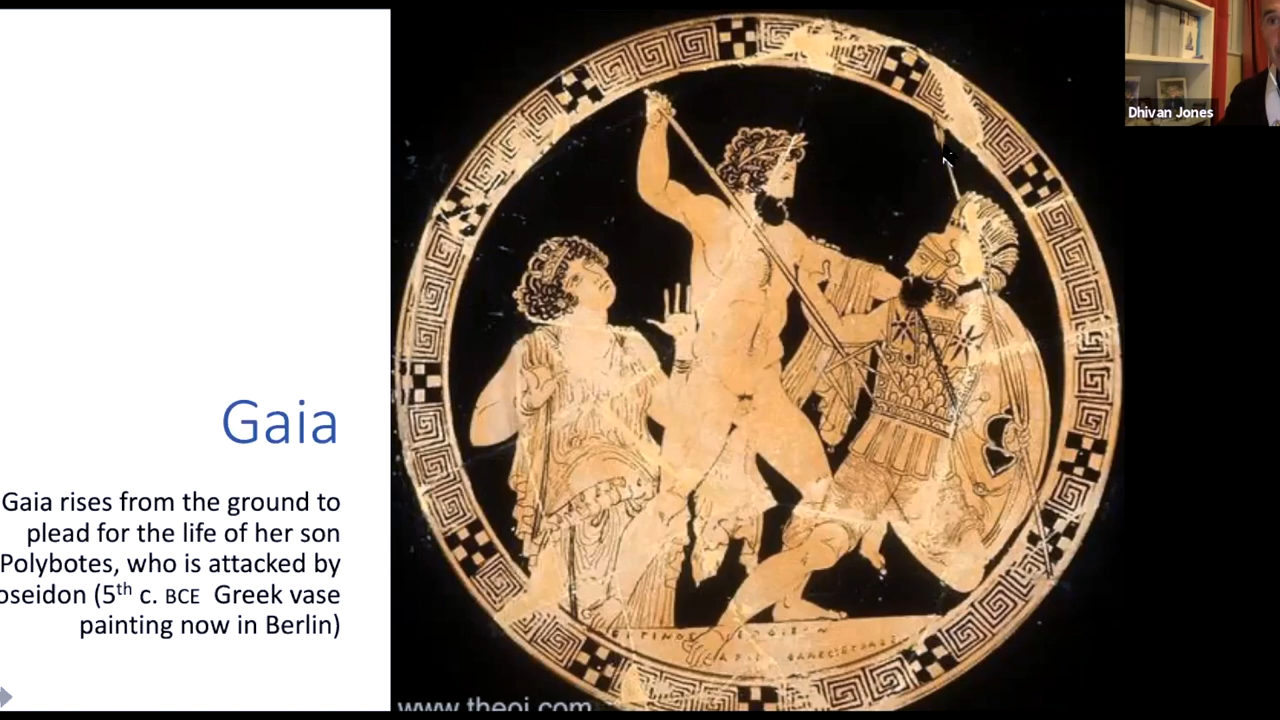 Gaia
Gaia rises from the ground to
plead for the life of her son
Polybotes, who is attacked by
oseidon (5th c. BCE Greek vase
painting now in Berlin)
www.theoi.com
Dhivan Jones